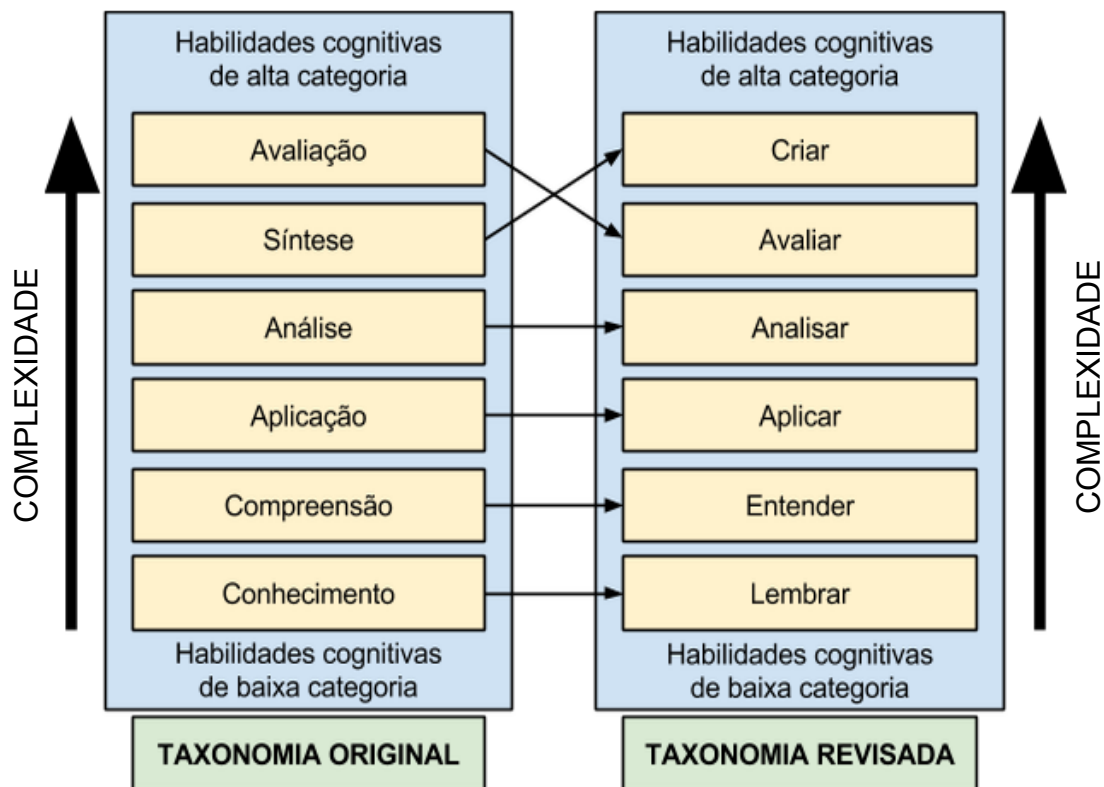 Habilidades cognitivas
de alta categoria
Avaliação
Síntese
Análise
Aplicação
Compreensão
Conhecimento
Habilidades cognitivas
de baixa categoria
TAXONOMIA ORIGINAL
COMPLEXIDADE
Habilidades cognitivas
de alta categoria
Criar
Avaliar
Analisar
Aplicar
Entender
Lembrar
Habilidades cognitivas
de baixa categoria
TAXONOMIA REVISADA
COMPLEXIDADE